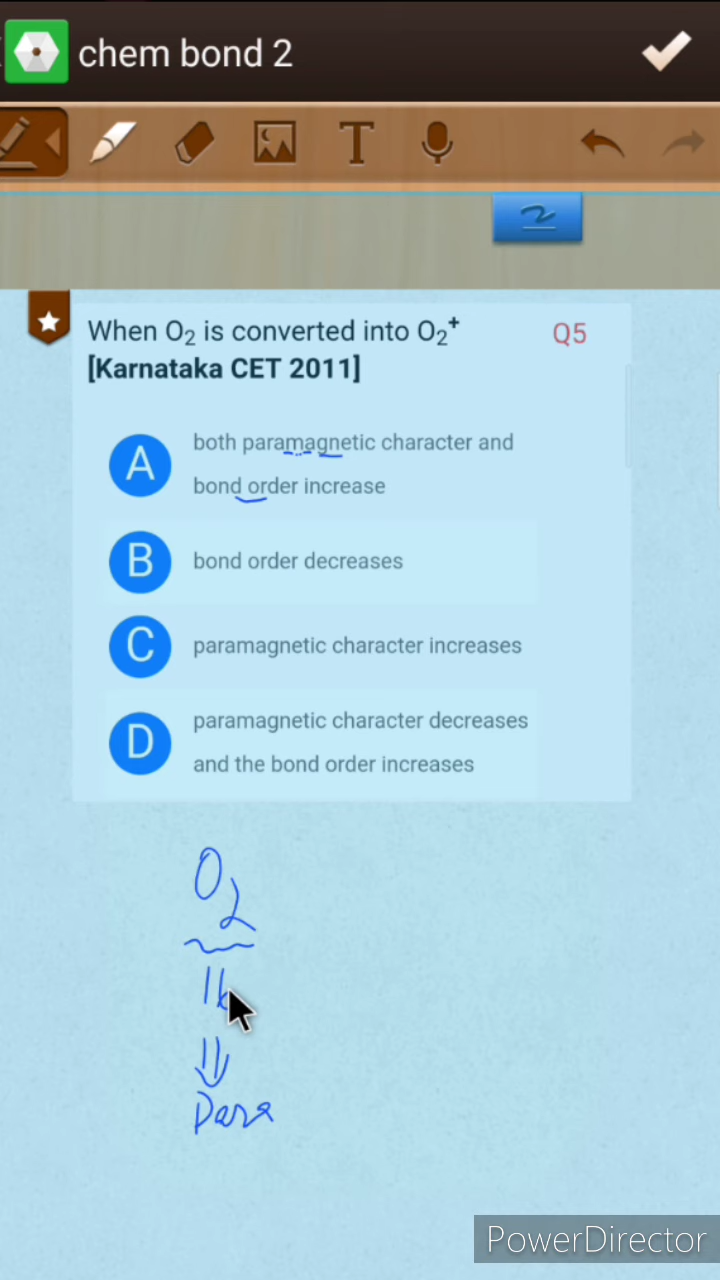 chem bond 2
T
2
When O₂ is converted into O₂⁺ Q5
[Karnataka CET 2011]
A both paramagnetic character and
bond order increase
B bond order decreases
C paramagnetic character increases
D paramagnetic character decreases
and the bond order increases
O₂
16
⇓
Para
PowerDirector